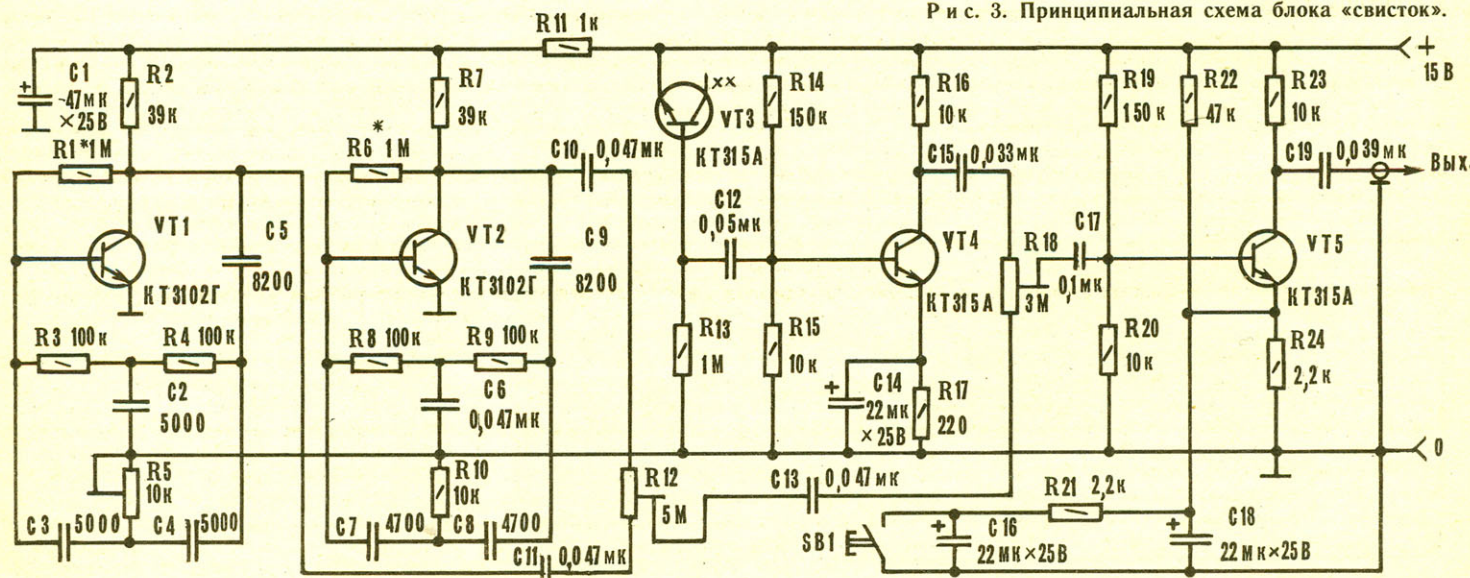 Рис. 3. Принципиальная схема блока «свисток».
R11 1к
+
15 В
C1
47мк
×25В
R2
39к
R7
39к
××
VT3
КТ315А
R14
150к
R16
10к
R19
150к
R22
47к
R23
10к
R1*1М
*
R6 1М
C10
0,047мк
C15
0,033мк
C19
0,039мк
Вых.
VT1
КТ3102Г
C5
8200
VT2
КТ3102Г
C9
8200
C12
0,05мк
VT4
КТ315А
R18
3М
C17
0,1мк
VT5
КТ315А
R3 100к
R4 100к
R8 100к
R9 100к
R13
1М
R15
10к
R20
10к
R24
2,2к
C2
5000
C6
0,047мк
+
C14
22мк
×25В
R17
220
0
R5
10к
R10
10к
R12
5М
C13
0,047мк
R21 2,2к
C3
5000
C4
5000
C7
4700
C8
4700
C11
0,047мк
SB1
+
C16
22мк×25В
+
C18
22мк×25В